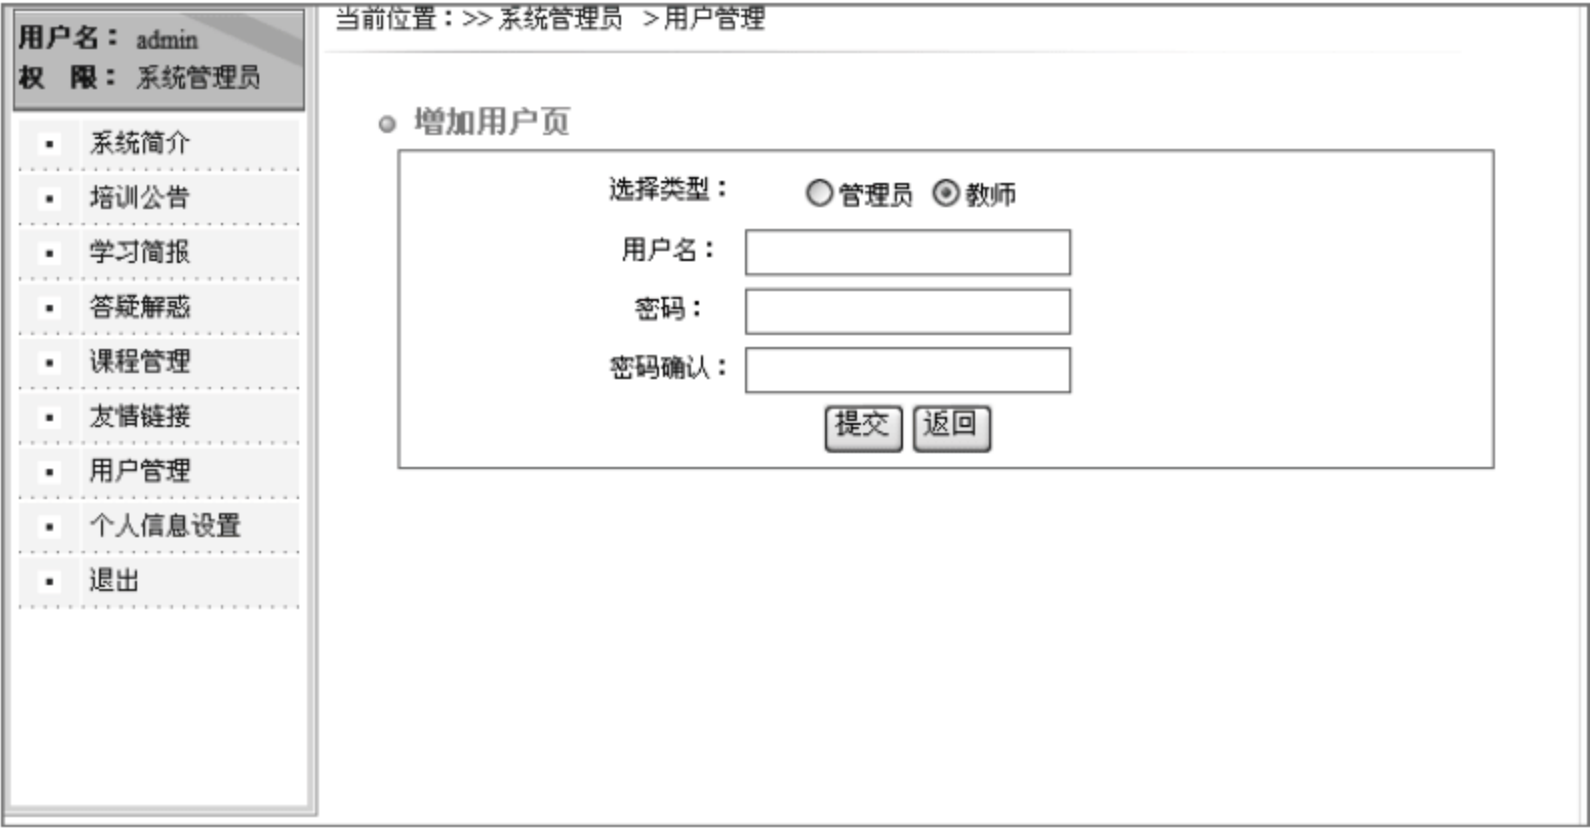 用户名： admin
权 限： 系统管理员
系统简介
培训公告
学习简报
答疑解惑
课程管理
友情链接
用户管理
个人信息设置
退出
当前位置：>> 系统管理员 >用户管理
增加用户页
选择类型： 管理员 教师
用户名：
密码：
密码确认：
提交 返回